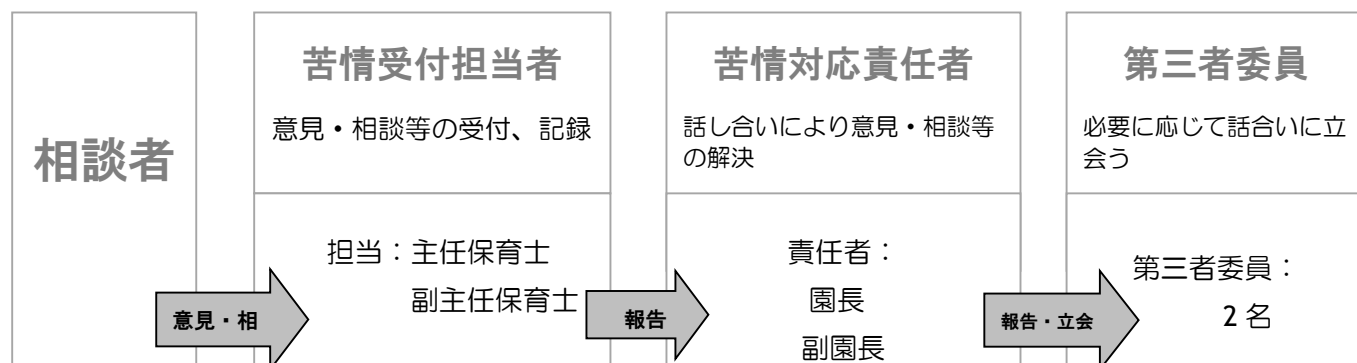 相談者
苦情受付担当者
意見・相談等の受付、記録
担当：主任保育士
副主任保育士
苦情対応責任者
話し合いにより意見・相談等
の解決
責任者：
園長
副園長
第三者委員
必要に応じて話合いに立
会う
第三者委員：
2 名
意見・相
報告
報告・立会